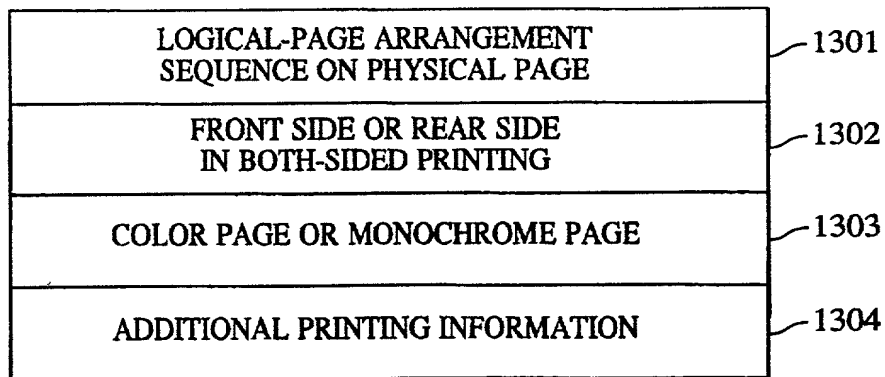 LOGICAL-PAGE ARRANGEMENT
SEQUENCE ON PHYSICAL PAGE
1301
FRONT SIDE OR REAR SIDE
IN BOTH-SIDED PRINTING
1302
COLOR PAGE OR MONOCHROME PAGE
1303
ADDITIONAL PRINTING INFORMATION
1304